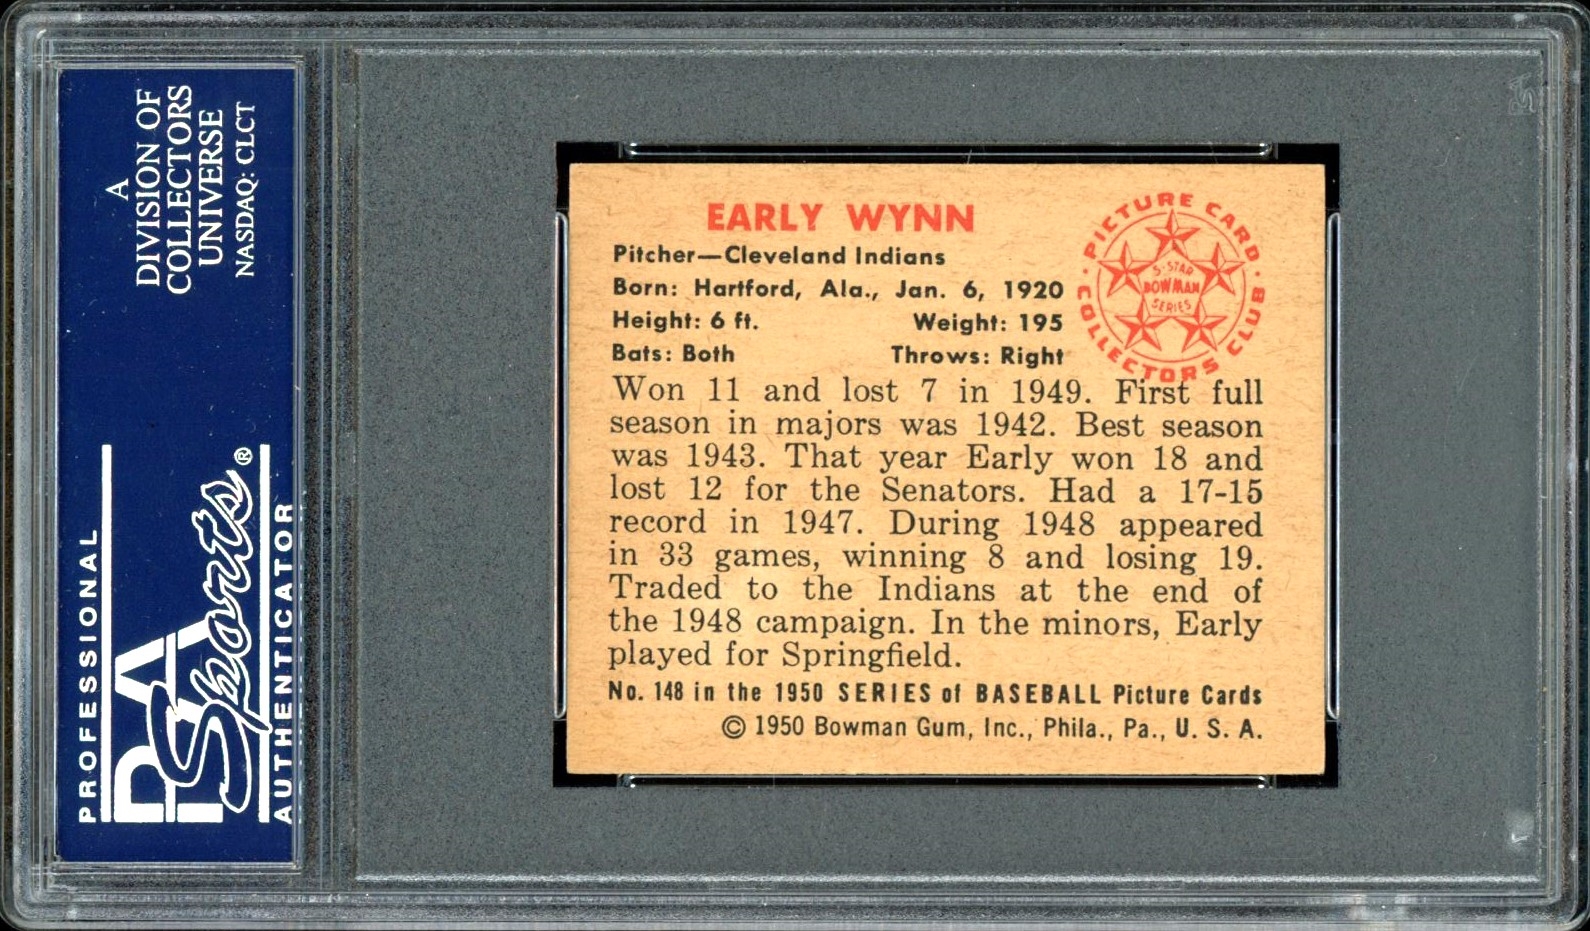 A
DIVISION OF
COLLECTORS
UNIVERSE
NASDAQ: CLCT
PROFESSIONAL
PSA
Sports®
AUTHENTICATOR
EARLY WYNN
Pitcher—Cleveland Indians
Born: Hartford, Ala., Jan. 6, 1920
Height: 6 ft. Weight: 195
Bats: Both Throws: Right
PICTURE CARD
COLLECTORS CLUB
5-STAR
BOWMAN
SERIES
Won 11 and lost 7 in 1949. First full
season in majors was 1942. Best season
was 1943. That year Early won 18 and
lost 12 for the Senators. Had a 17-15
record in 1947. During 1948 appeared
in 33 games, winning 8 and losing 19.
Traded to the Indians at the end of
the 1948 campaign. In the minors, Early
played for Springfield.
No. 148 in the 1950 SERIES of BASEBALL Picture Cards
© 1950 Bowman Gum, Inc., Phila., Pa., U. S. A.